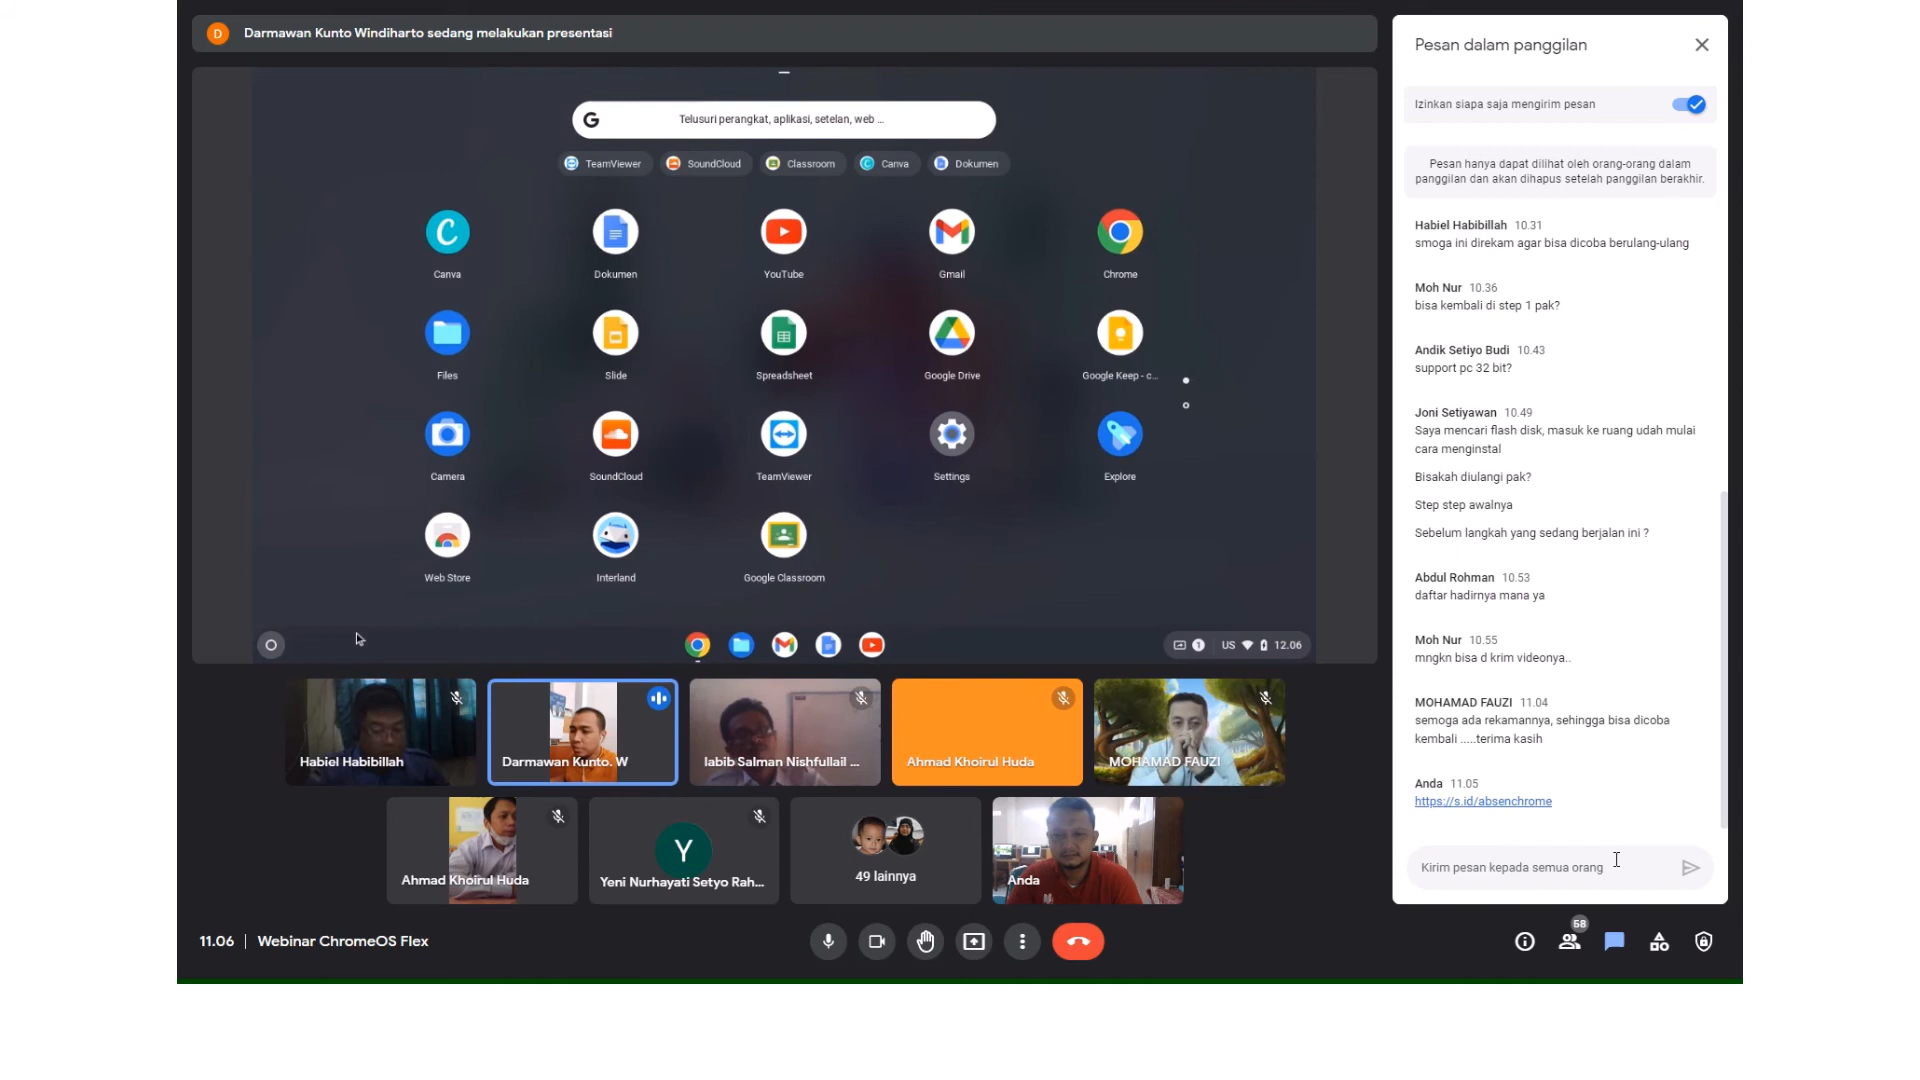 D
Darmawan Kunto Windiharto sedang melakukan presentasi
Telusuri perangkat, aplikasi, setelan, web ...
TeamViewer
SoundCloud
Classroom
Canva
Dokumen
Canva
Dokumen
YouTube
Gmail
Chrome
Files
Slide
Spreadsheet
Google Drive
Google Keep - c...
Camera
SoundCloud
TeamViewer
Settings
Explore
Web Store
Interland
Google Classroom
1
US
12.06
Habiel Habibillah
Darmawan Kunto. W
labib Salman Nishfullail ...
Ahmad Khoirul Huda
MOHAMAD FAUZI
Ahmad Khoirul Huda
Y
Yeni Nurhayati Setyo Rah...
49 lainnya
Anda
11.06 | Webinar ChromeOS Flex
58
Pesan dalam panggilan
Izinkan siapa saja mengirim pesan
Pesan hanya dapat dilihat oleh orang-orang dalam
panggilan dan akan dihapus setelah panggilan berakhir.
Habiel Habibillah 10.31
smoga ini direkam agar bisa dicoba berulang-ulang
Moh Nur 10.36
bisa kembali di step 1 pak?
Andik Setiyo Budi 10.43
support pc 32 bit?
Joni Setiyawan 10.49
Saya mencari flash disk, masuk ke ruang udah mulai
cara menginstal
Bisakah diulangi pak?
Step step awalnya
Sebelum langkah yang sedang berjalan ini ?
Abdul Rohman 10.53
daftar hadirnya mana ya
Moh Nur 10.55
mngkn bisa d krim videonya..
MOHAMAD FAUZI 11.04
semoga ada rekamannya, sehingga bisa dicoba
kembali .....terima kasih
Anda 11.05
https://s.id/absenchrome
Kirim pesan kepada semua orang